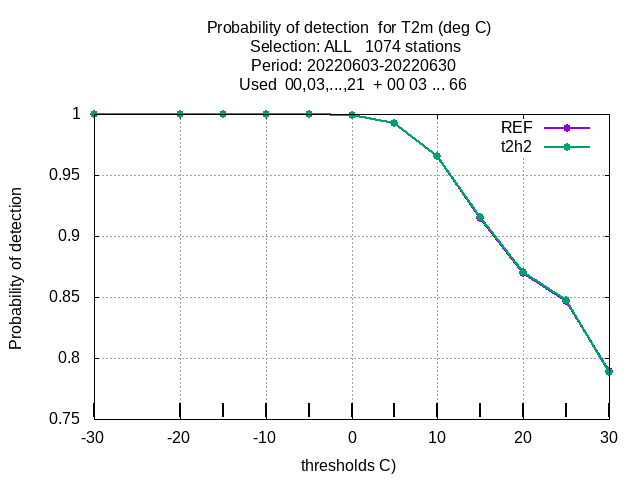 Probability of detection  for T2m (deg C)
Selection: ALL   1074 stations
Period: 20220603-20220630
Used  00,03,...,21  + 00 03 ... 66
REF
t2h2
1
0.95
0.9
0.85
0.8
0.75
Probability of detection
-30
-20
-10
0
10
20
30
thresholds C)